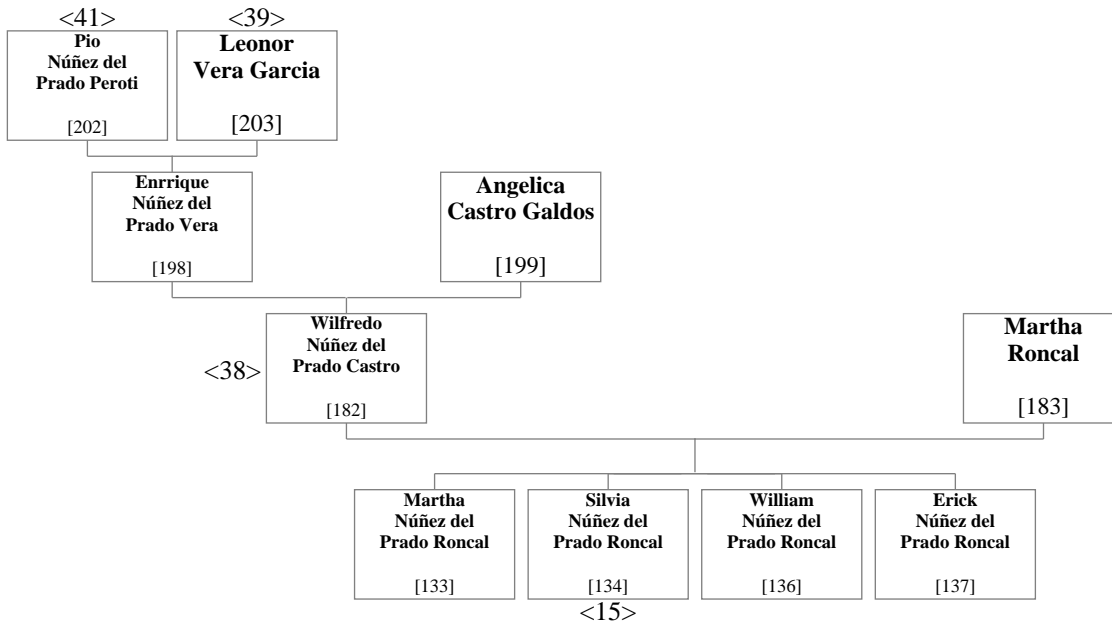 <41>
Pio
Núñez del
Prado Peroti
[202]
<39>
Leonor
Vera Garcia
[203]
Enrrique
Núñez del
Prado Vera
[198]
Angelica
Castro Galdos
[199]
<38>
Wilfredo
Núñez del
Prado Castro
[182]
Martha
Roncal
[183]
Martha
Núñez del
Prado Roncal
[133]
Silvia
Núñez del
Prado Roncal
[134]
<15>
William
Núñez del
Prado Roncal
[136]
Erick
Núñez del
Prado Roncal
[137]